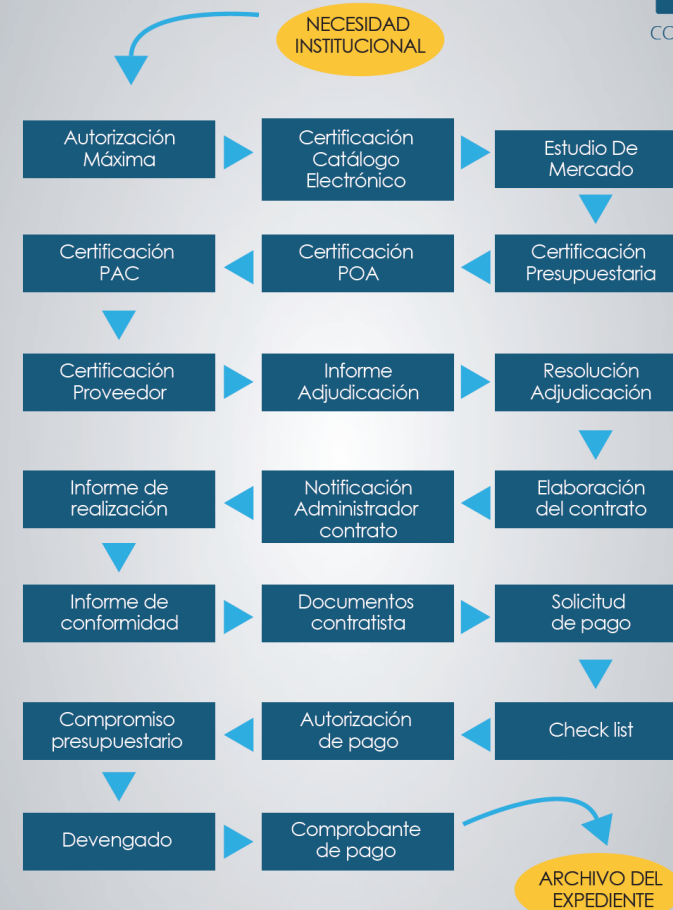 NECESIDAD
INSTITUCIONAL
CO
Autorización
Máxima
Certificación
Catálogo
Electrónico
Estudio De
Mercado
Certificación
PAC
Certificación
POA
Certificación
Presupuestaria
Certificación
Proveedor
Informe
Adjudicación
Resolución
Adjudicación
Informe de
realización
Notificación
Administrador
contrato
Elaboración
del contrato
Informe de
conformidad
Documentos
contratista
Solicitud
de pago
Compromiso
presupuestario
Autorización
de pago
Check list
Devengado
Comprobante
de pago
ARCHIVO DEL
EXPEDIENTE